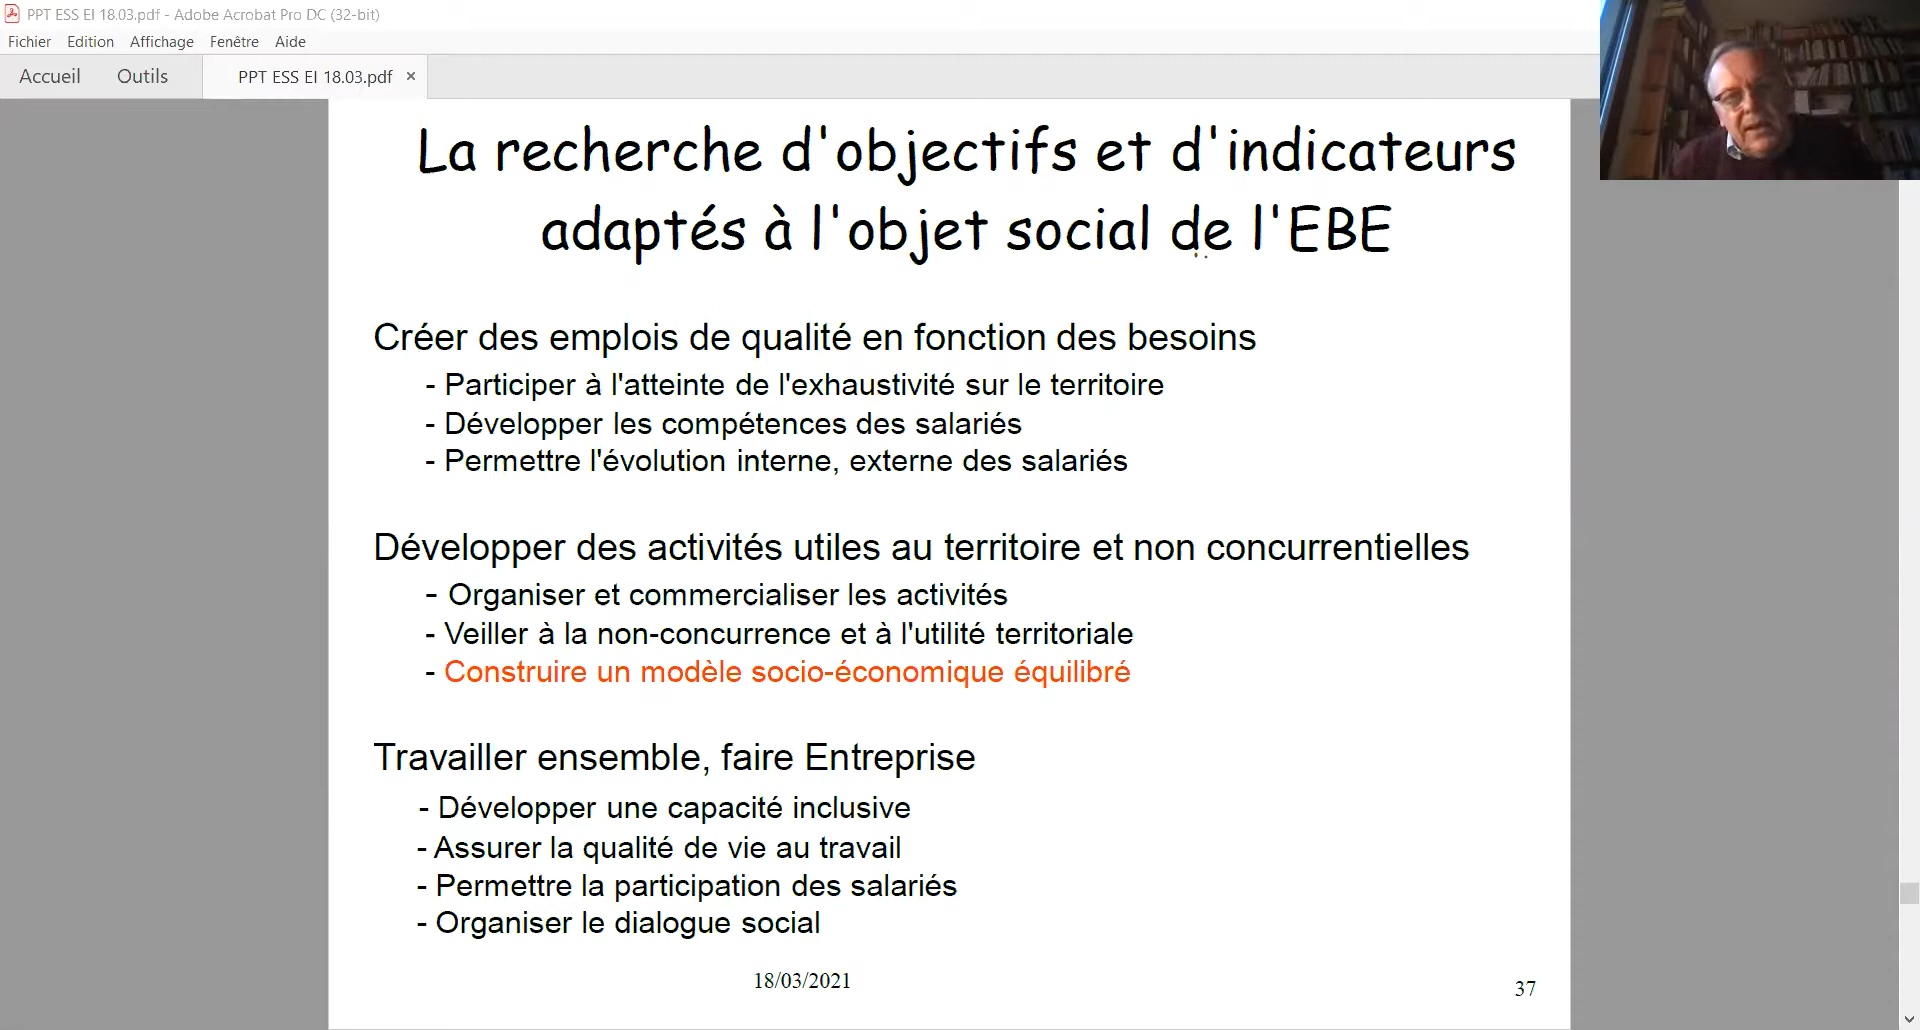 PPT ESS EI 18.03.pdf - Adobe Acrobat Pro DC (32-bit)
Fichier Edition Affichage Fenêtre Aide
Accueil Outils PPT ESS EI 18.03.pdf ×
La recherche d'objectifs et d'indicateurs
adaptés à l'objet social de l'EBE
Créer des emplois de qualité en fonction des besoins
- Participer à l'atteinte de l'exhaustivité sur le territoire
- Développer les compétences des salariés
- Permettre l'évolution interne, externe des salariés
Développer des activités utiles au territoire et non concurrentielles
- Organiser et commercialiser les activités
- Veiller à la non-concurrence et à l'utilité territoriale
- Construire un modèle socio-économique équilibré
Travailler ensemble, faire Entreprise
- Développer une capacité inclusive
- Assurer la qualité de vie au travail
- Permettre la participation des salariés
- Organiser le dialogue social
18/03/2021
37